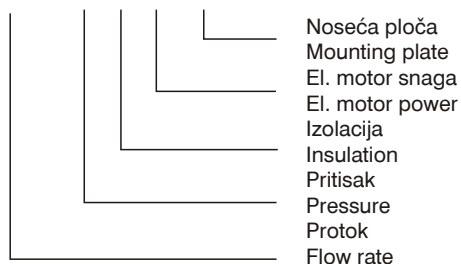 Noseća ploča
Mounting plate
El. motor snaga
El. motor power
Izolacija
Insulation
Pritisak
Pressure
Protok
Flow rate